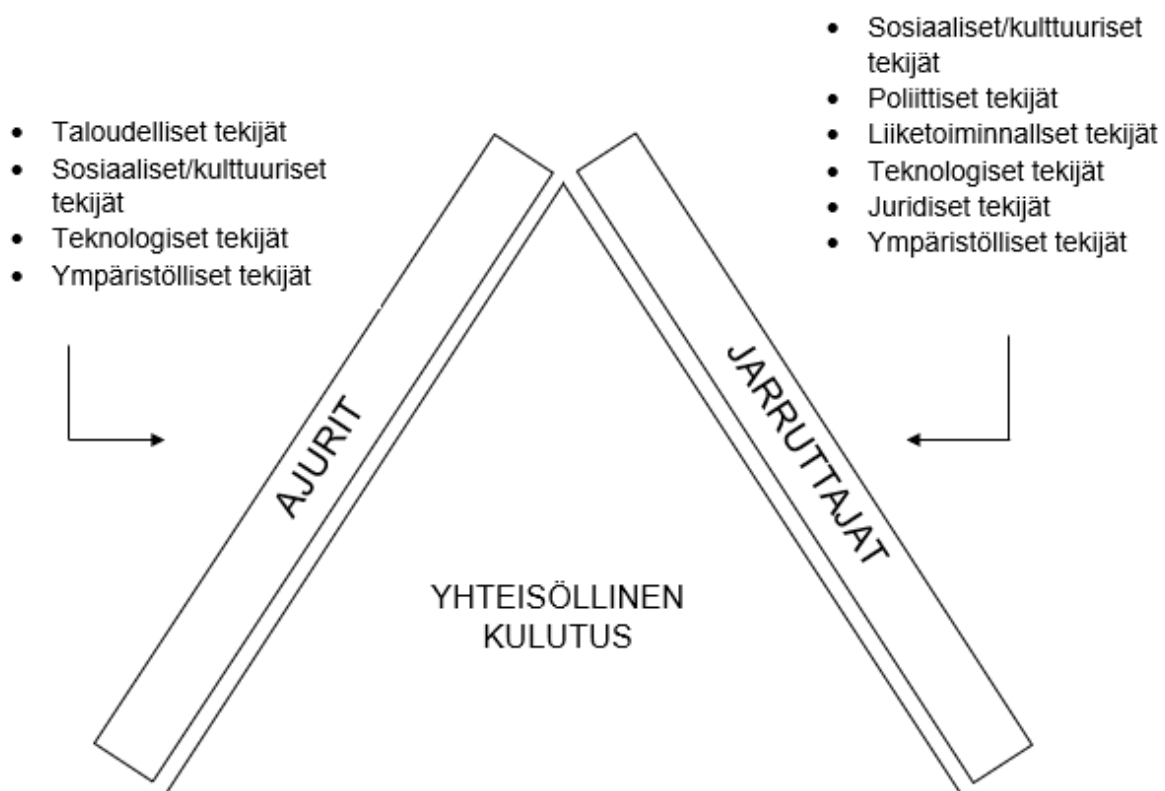 • Taloudelliset tekijät
• Sosiaaliset/kulttuuriset
tekijät
• Teknologiset tekijät
• Ympäristölliset tekijät
• Sosiaaliset/kulttuuriset
tekijät
• Poliittiset tekijät
• Liiketoiminnallset tekijät
• Teknologiset tekijät
• Juridiset tekijät
• Ympäristölliset tekijät
AJURIT
JARRUTTAJAT
YHTEISÖLLINEN
KULUTUS